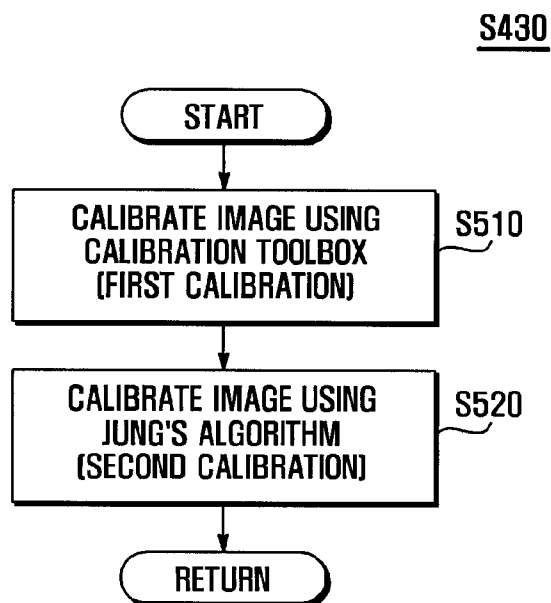 S430
START
CALIBRATE IMAGE USING
CALIBRATION TOOLBOX
(FIRST CALIBRATION)
S510
CALIBRATE IMAGE USING
JUNG'S ALGORITHM
(SECOND CALIBRATION)
S520
RETURN